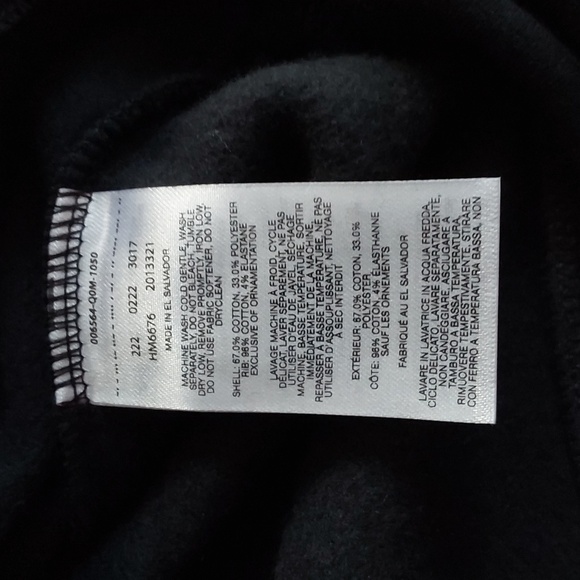 006564-Q0M-1050
222 0222 3G17
HM6676 2013321
MADE IN EL SALVADOR
MACHINE WASH COLD GENTLE, WASH
SEPARATELY, DO NOT BLEACH, TUMBLE
DRY LOW, REMOVE PROMPTLY, IRON LOW,
DO NOT USE SOFTENER, DO NOT
DRYCLEAN
SHELL: 67.0% COTTON, 33.0% POLYESTER
RIB: 96% COTTON, 4% ELASTANE
EXCLUSIVE OF ORNAMENTATION
LAVAGE MACHINE À FROID, CYCLE
DÉLICAT, LAVER SÉPARÉMENT, NE PAS
UTILISER D'EAU DE JAVEL, SÉCHAGE
MACHINE, BASSE TEMPÉRATURE, SORTIR
IMMÉDIATEMENT LAVÉ ET SÉCHÉ,
REPASSER À BASSE TEMPÉRATURE, NE PAS
UTILISER D'ASSOUPLISSANT, NETTOYAGE
À SEC INTERDIT
EXTÉRIEUR: 67.0% COTON, 33.0%
POLYESTER
CÔTE: 96% COTON, 4% ÉLASTHANNE
SAUF LES ORNEMENTS
FABRIQUÉ AU EL SALVADOR
LAVARE IN LAVATRICE IN ACQUA FREDDA,
CICLO DELICATO, LAVARE SEPARATAMENTE,
NON CANDEGGIARE, ASCIUGARE A
TAMBURO A BASSA TEMPERATURA,
RIMUOVERE TEMPESTIVAMENTE, STIRARE
CON FERRO A TEMPERATURA BASSA, NON